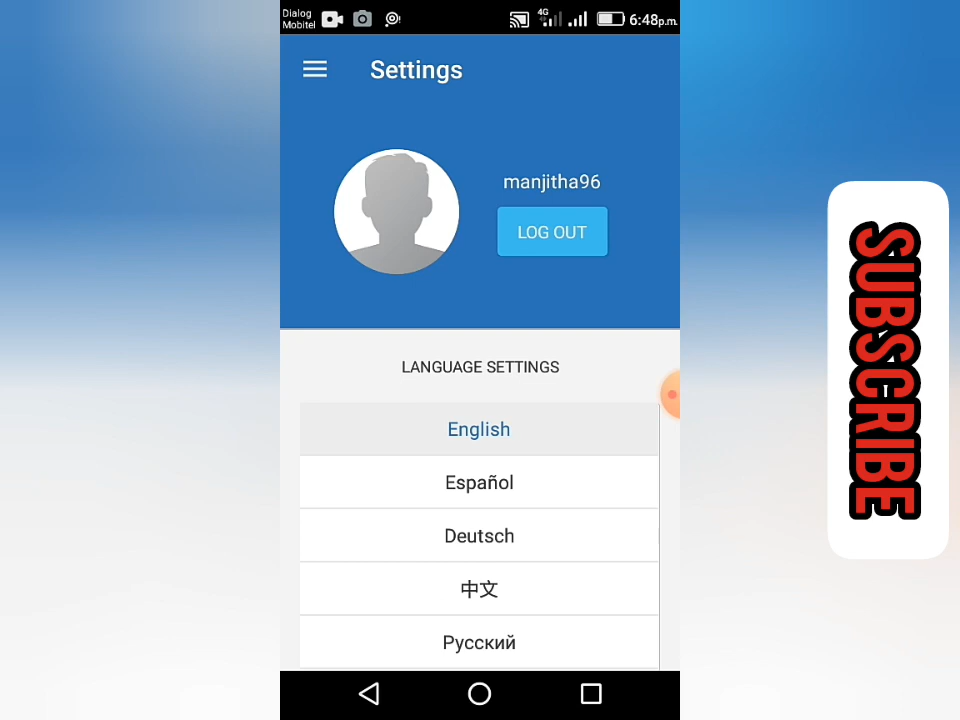 Dialog
Mobitel
4G
6:48p.m.
Settings
manjitha96
LOG OUT
LANGUAGE SETTINGS
English
Español
Deutsch
中文
Русский
SUBSCRIBE